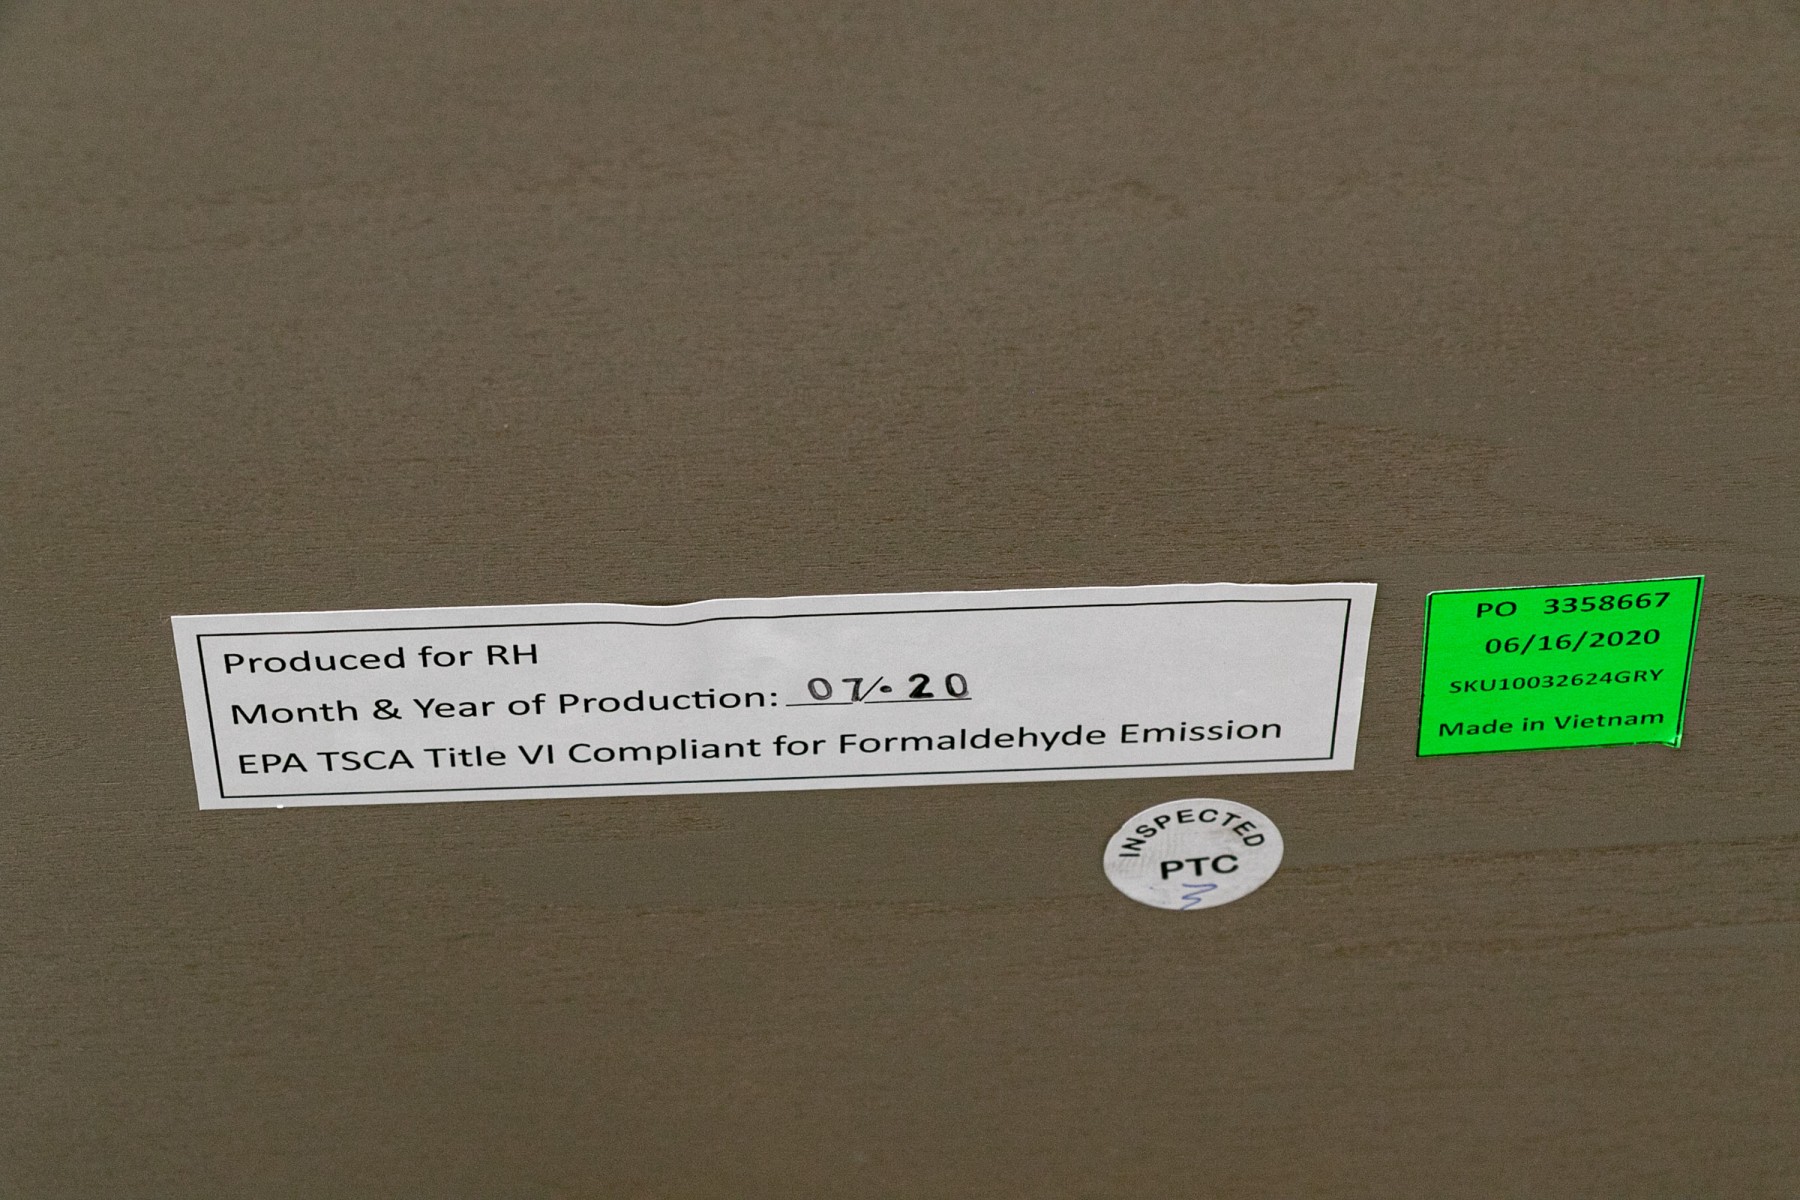 Produced for RH
Month & Year of Production: 07/.20
EPA TSCA Title VI Compliant for Formaldehyde Emission
PO 3358667
06/16/2020
SKU10032624GRY
Made in Vietnam
INSPECTED
PTC